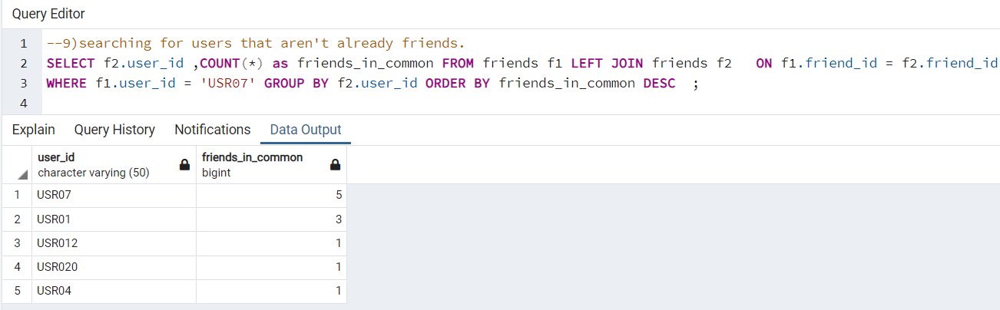 Query Editor
1 --9)searching for users that aren't already friends.
2 SELECT f2.user_id ,COUNT(*) as friends_in_common FROM friends f1 LEFT JOIN friends f2   ON f1.friend_id = f2.friend_id
3 WHERE f1.user_id = 'USR07' GROUP BY f2.user_id ORDER BY friends_in_common DESC  ;
4
Explain Query History Notifications Data Output
user_id friends_in_common
character varying (50) bigint
1 USR07 5
2 USR01 3
3 USR012 1
4 USR020 1
5 USR04 1